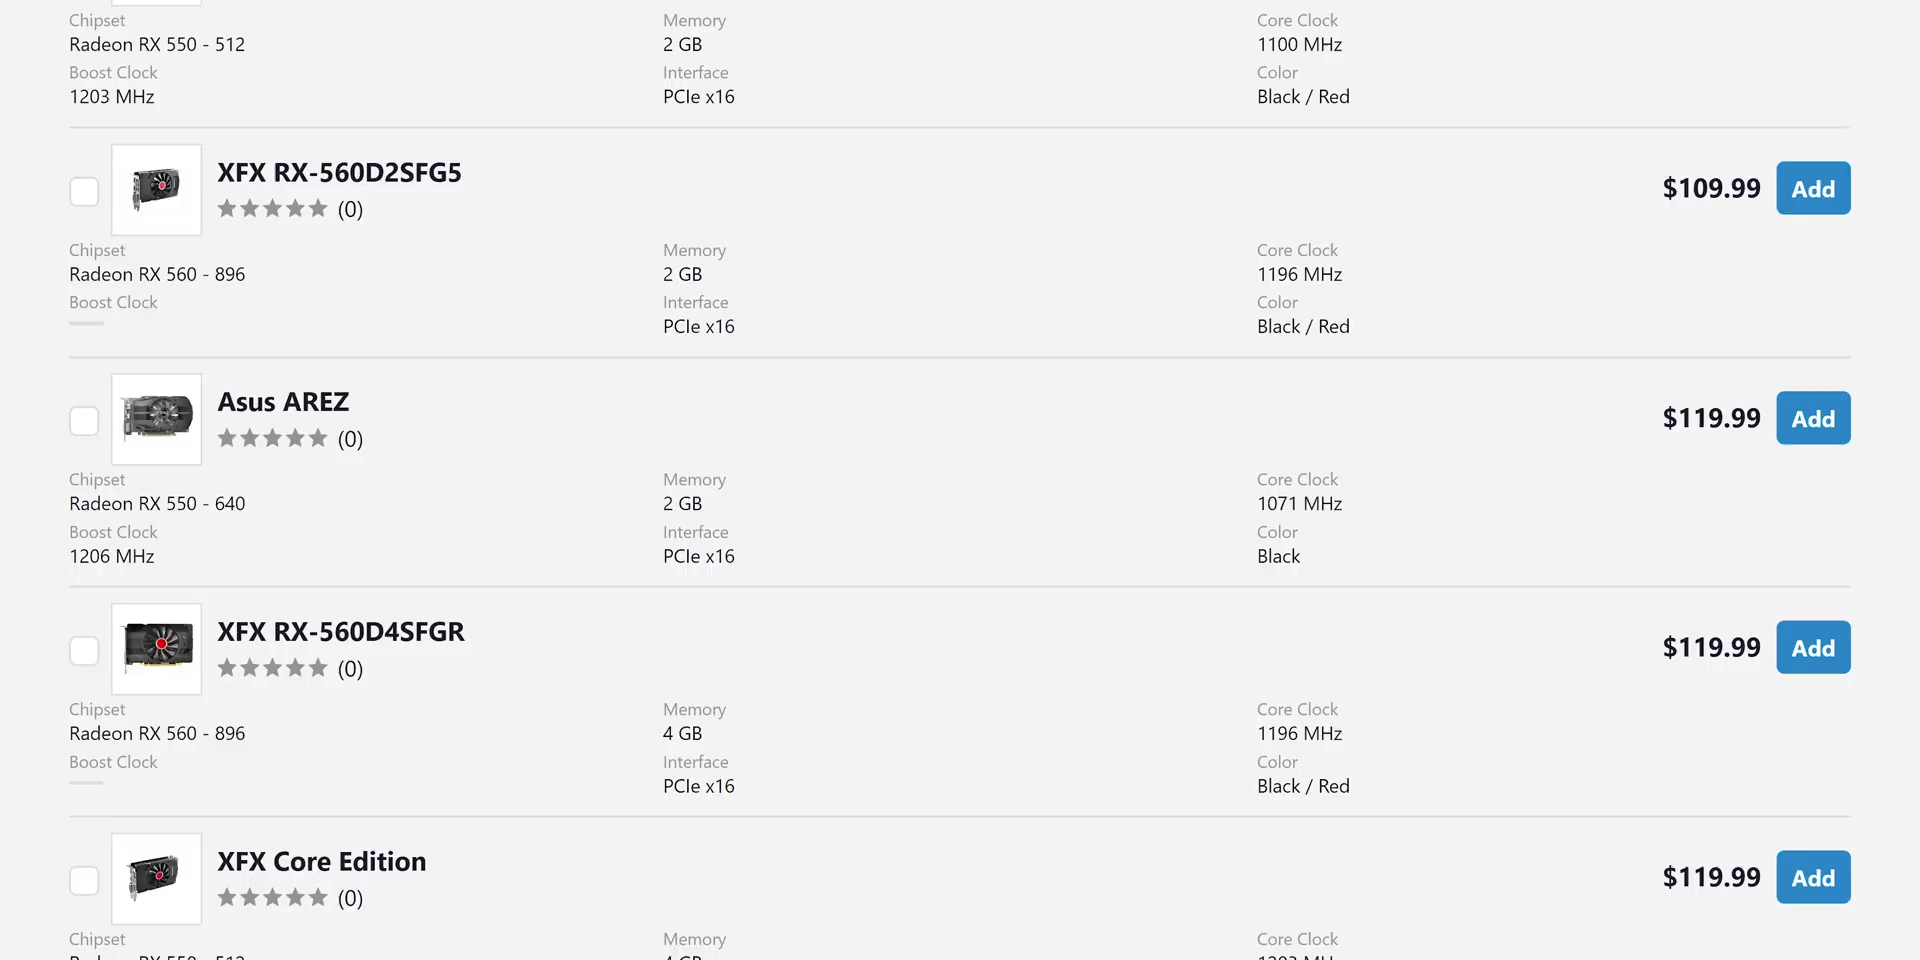 Chipset Memory Core Clock
Radeon RX 550 - 512 2 GB 1100 MHz
Boost Clock Interface Color
1203 MHz PCIe x16 Black / Red
XFX RX-560D2SFG5
(0)
$109.99 Add
Chipset Memory Core Clock
Radeon RX 560 - 896 2 GB 1196 MHz
Boost Clock Interface Color
PCIe x16 Black / Red
Asus AREZ
(0)
$119.99 Add
Chipset Memory Core Clock
Radeon RX 550 - 640 2 GB 1071 MHz
Boost Clock Interface Color
1206 MHz PCIe x16 Black
XFX RX-560D4SFGR
(0)
$119.99 Add
Chipset Memory Core Clock
Radeon RX 560 - 896 4 GB 1196 MHz
Boost Clock Interface Color
PCIe x16 Black / Red
XFX Core Edition
(0)
$119.99 Add
Chipset Memory Core Clock